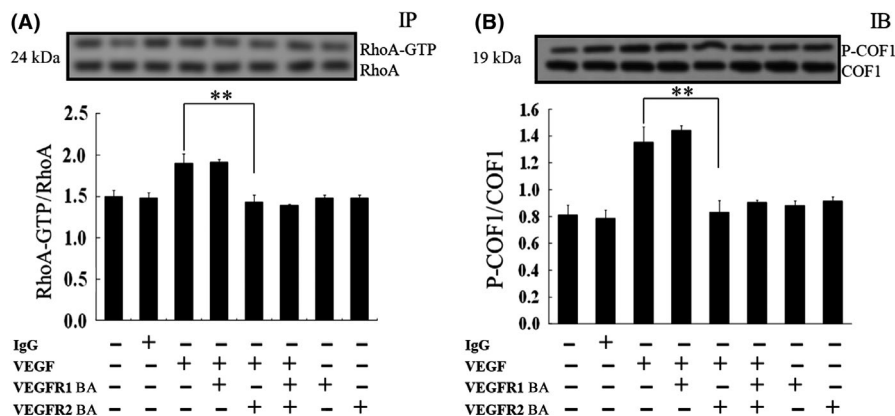 (A)
IP
24 kDa
RhoA-GTP
RhoA
**
2.5
2.0
1.5
1.0
0.0
RhoA-GTP/RhoA
IgG − + − − − − − −
VEGF − − + + + + − −
VEGFR1 BA − − − + − + + −
VEGFR2 BA − − − − + + − +
(B)
IB
19 kDa
P-COF1
COF1
**
1.6
1.4
1.2
1.0
0.8
0.6
0.4
0.2
0.0
P-COF1/COF1
IgG − + − − − − − −
VEGF − − + + + + − −
VEGFR1 BA − − − + − + + −
VEGFR2 BA − − − − + + − +